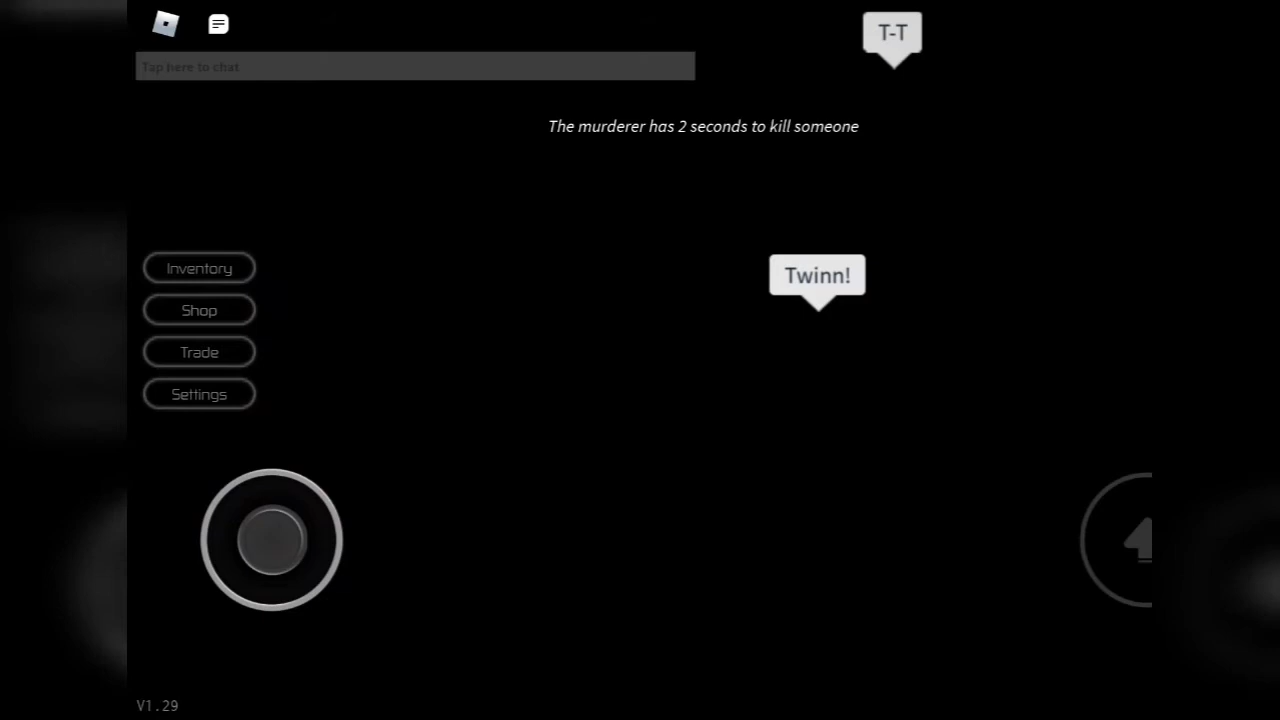 T-T
Tap here to chat
The murderer has 2 seconds to kill someone
Inventory
Twinn!
Shop
Trade
Settings
V1.29